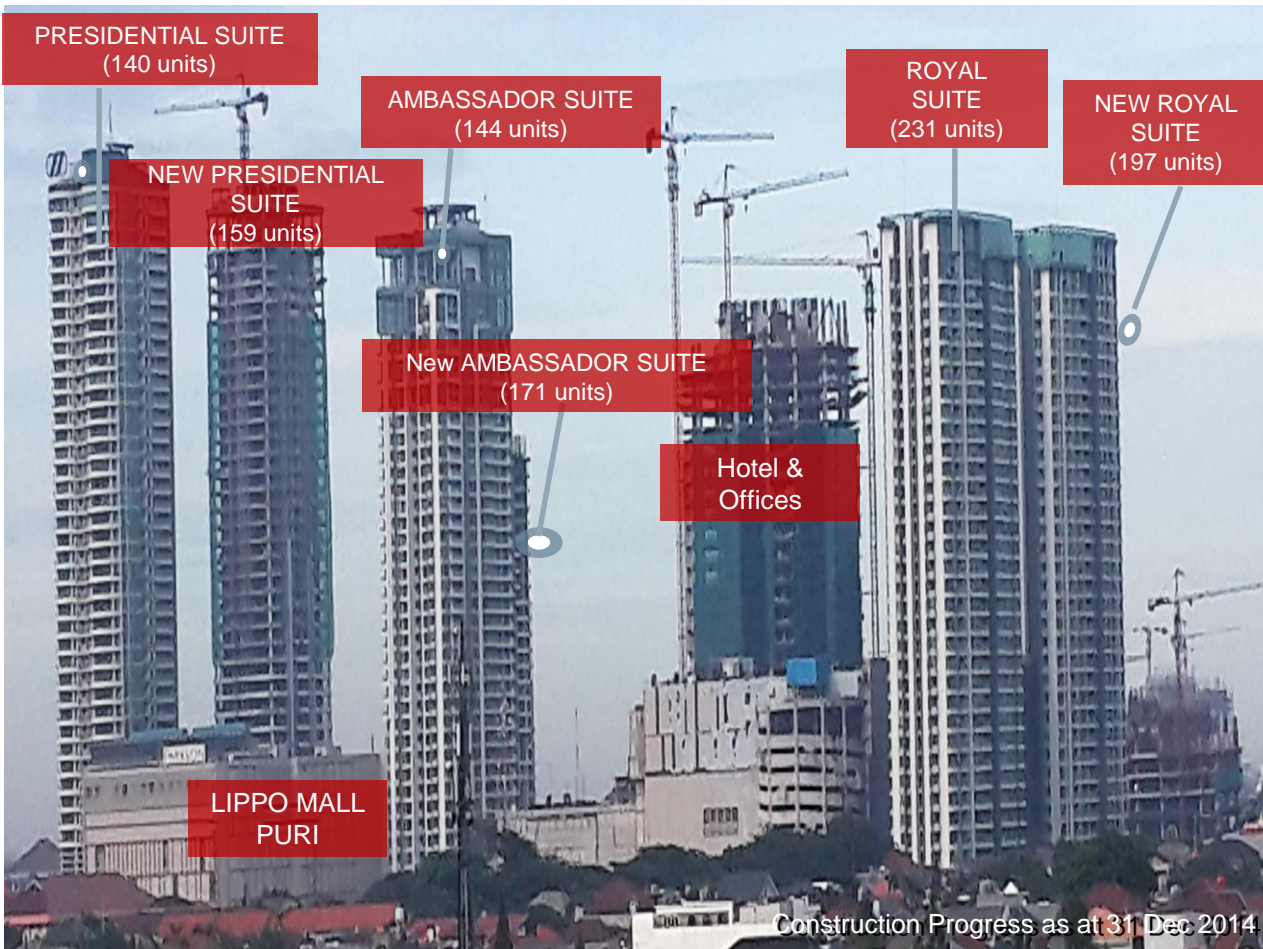 PRESIDENTIAL SUITE
(140 units)
NEW PRESIDENTIAL
SUITE
(159 units)
AMBASSADOR SUITE
(144 units)
New AMBASSADOR SUITE
(171 units)
Hotel &
Offices
ROYAL
SUITE
(231 units)
NEW ROYAL
SUITE
(197 units)
LIPPO MALL
PURI
Construction Progress as at 31 Dec 2014